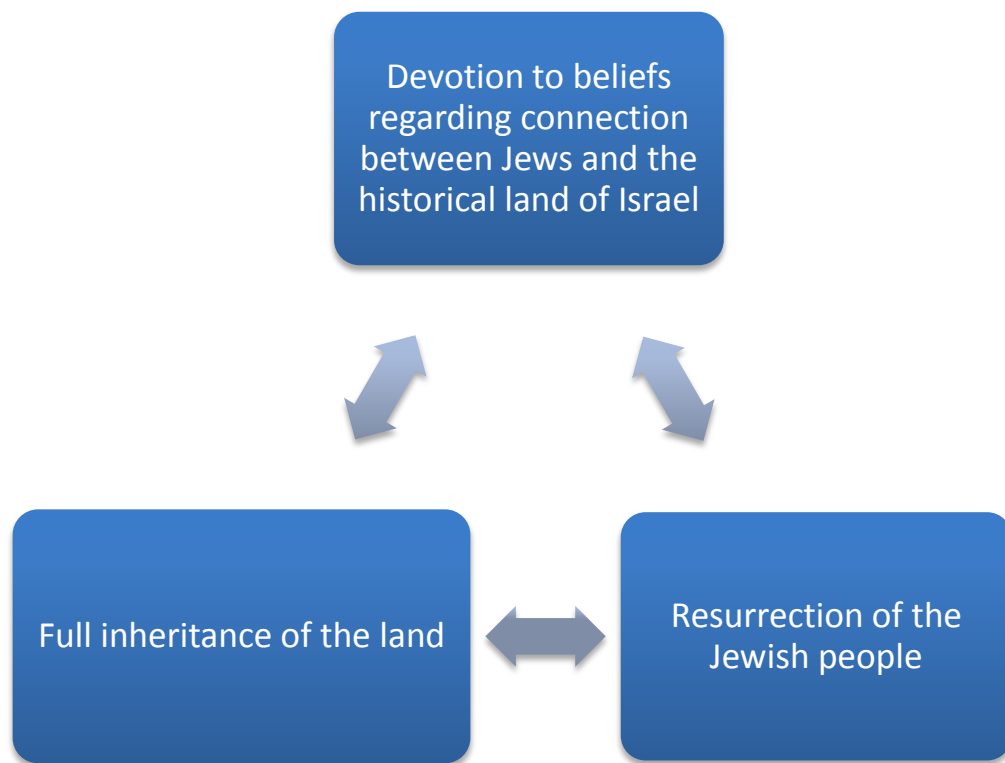 Devotion to beliefs
regarding connection
between Jews and the
historical land of Israel
Full inheritance of the land
Resurrection of the
Jewish people